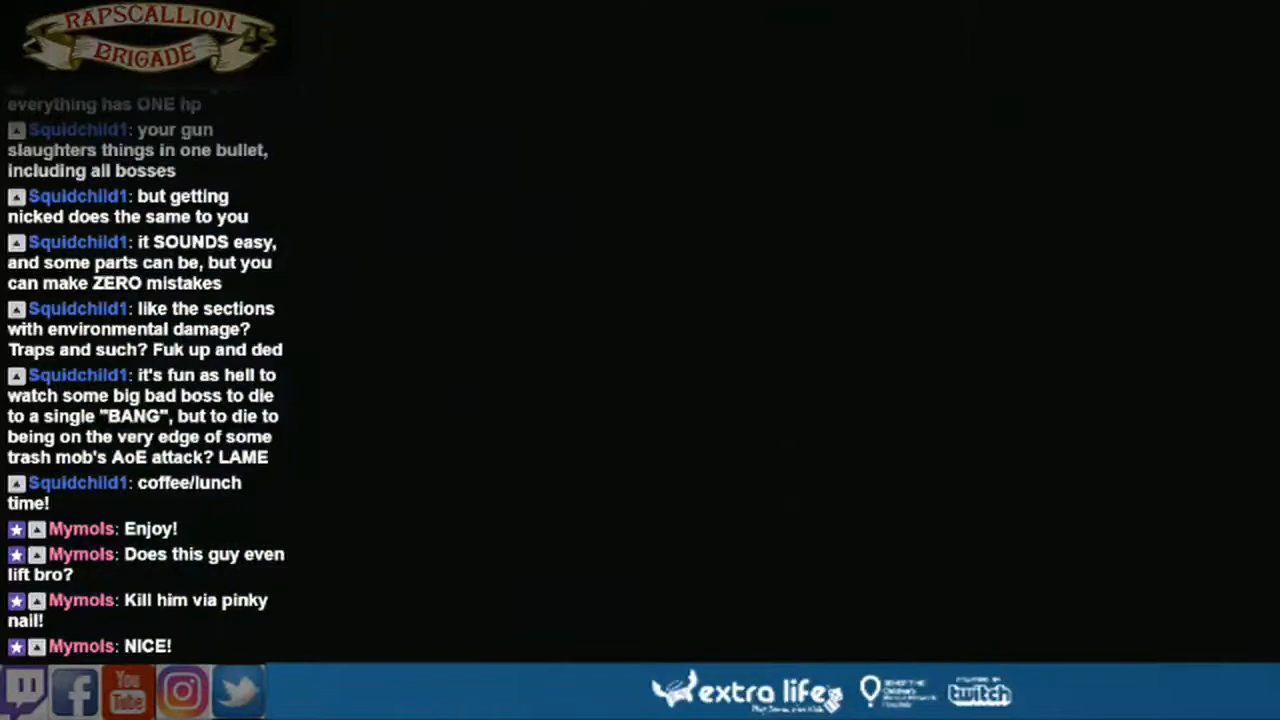 RAPSCALLION
BRIGADE
everything has ONE hp
Squidchild1: your gun
slaughters things in one bullet,
including all bosses
Squidchild1: but getting
nicked does the same to you
Squidchild1: it SOUNDS easy,
and some parts can be, but you
can make ZERO mistakes
Squidchild1: like the sections
with environmental damage?
Traps and such? Fuk up and ded
Squidchild1: it's fun as hell to
watch some big bad boss to die
to a single "BANG", but to die to
being on the very edge of some
trash mob's AoE attack? LAME
Squidchild1: coffee/lunch
time!
Mymols: Enjoy!
Mymols: Does this guy even
lift bro?
Mymols: Kill him via pinky
nail!
Mymols: NICE!
You
Tube
extra life
twitch